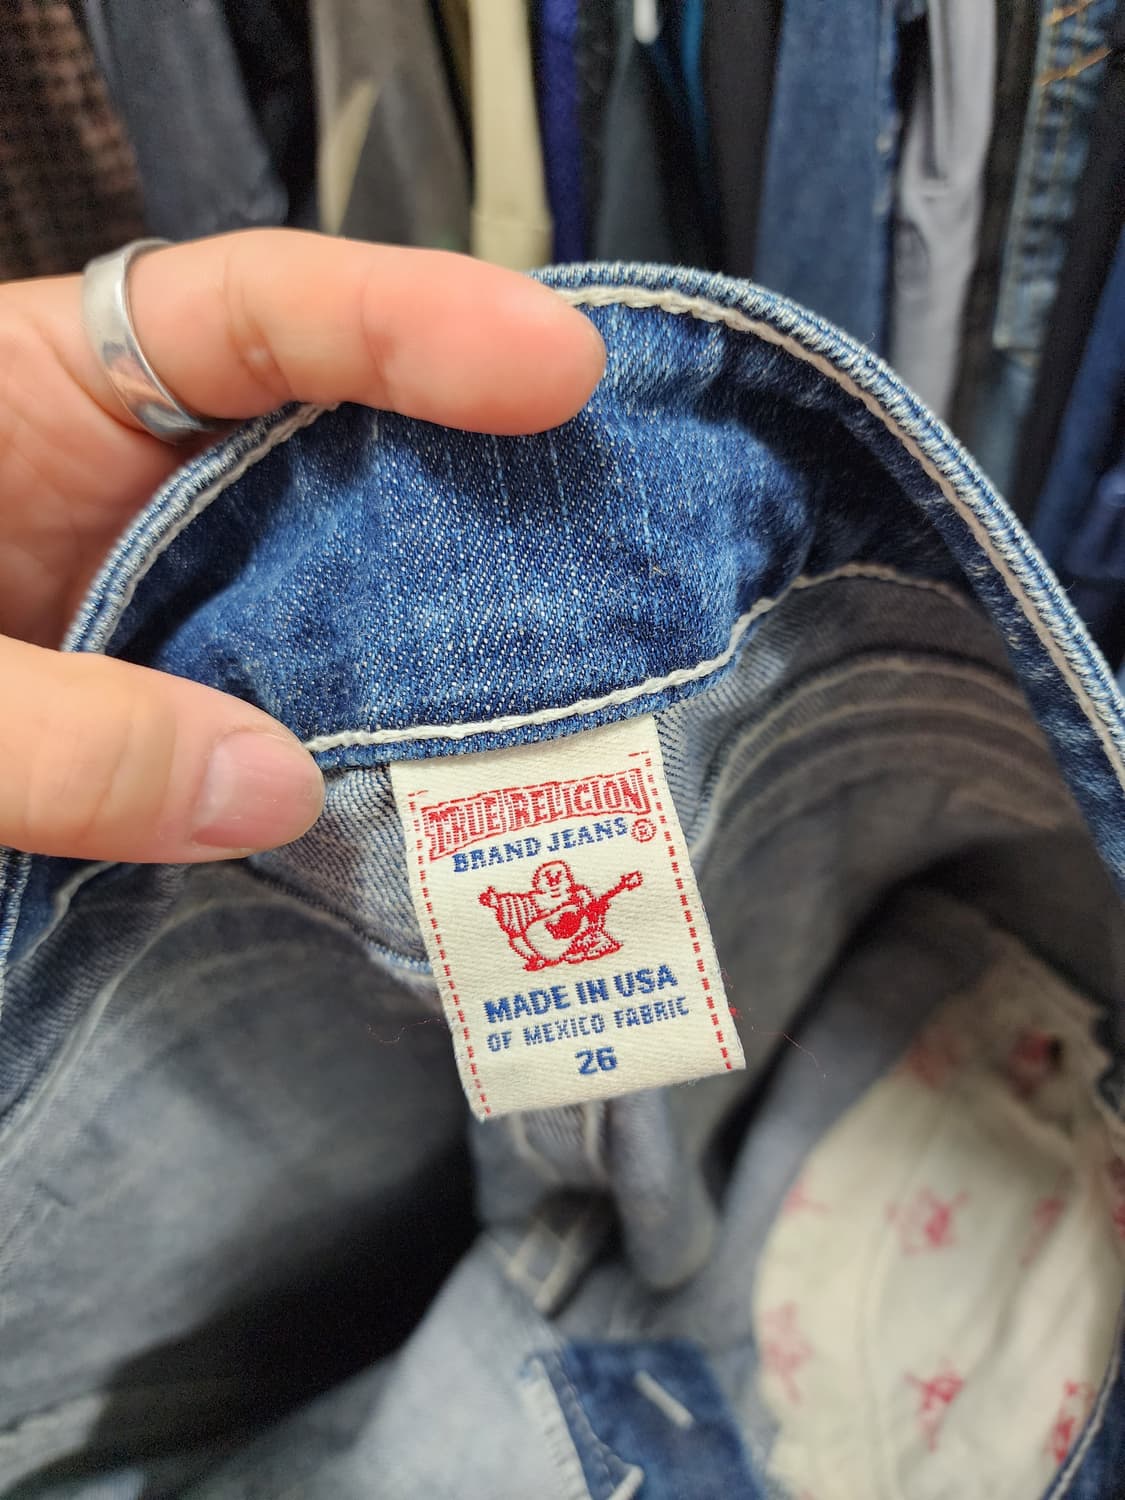 TRUE RELIGION
BRAND JEANS ®
MADE IN USA
OF MEXICO FABRIC
26